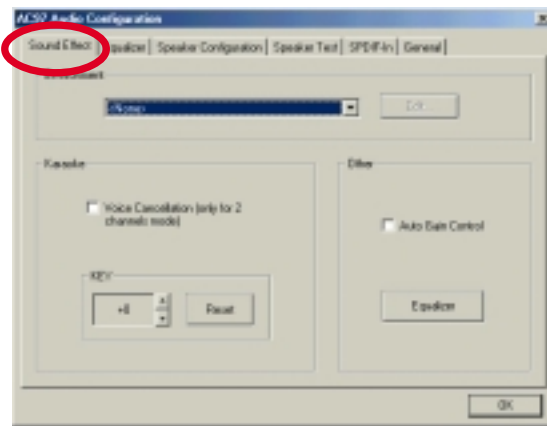 AC97 Audio Configuration
Sound Effect Equalizer Speaker Configuration Speaker Test SPDIF-In General
Environment
<None>
Edit
Karaoke
Other
Voice Cancellation (only for 2
channels mode)
Auto Gain Control
KEY
+0
Reset
Equalizer
OK